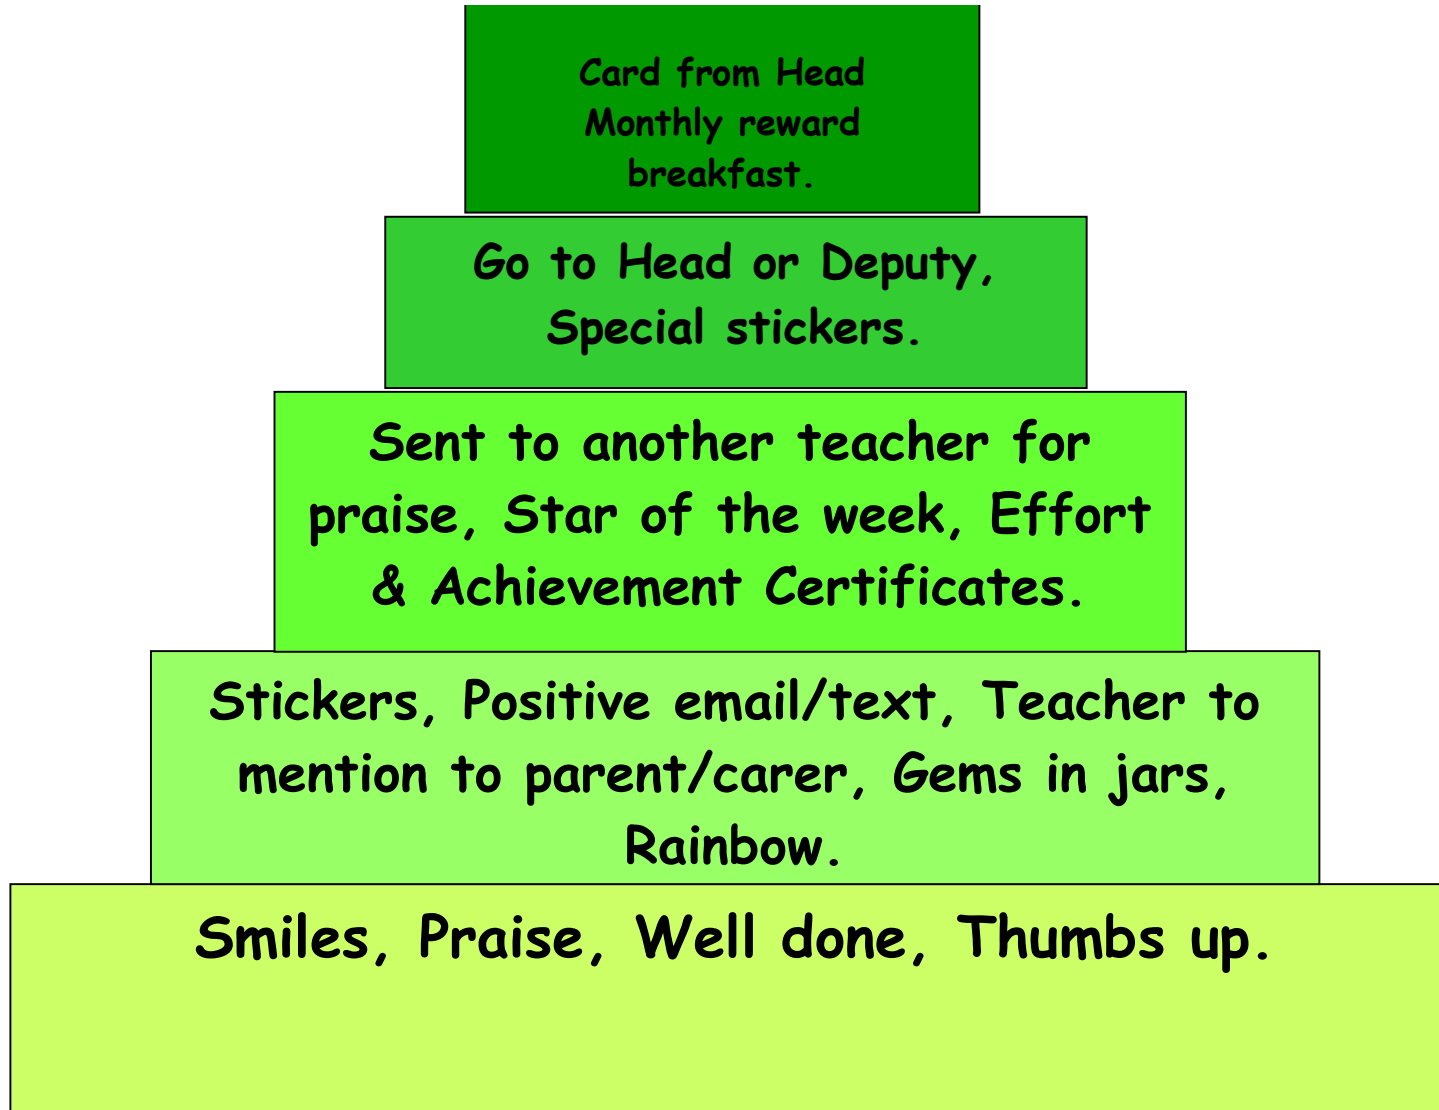 Card from Head
Monthly reward
breakfast.
Go to Head or Deputy,
Special stickers.
Sent to another teacher for
praise, Star of the week, Effort
& Achievement Certificates.
Stickers, Positive email/text, Teacher to
mention to parent/carer, Gems in jars,
Rainbow.
Smiles, Praise, Well done, Thumbs up.